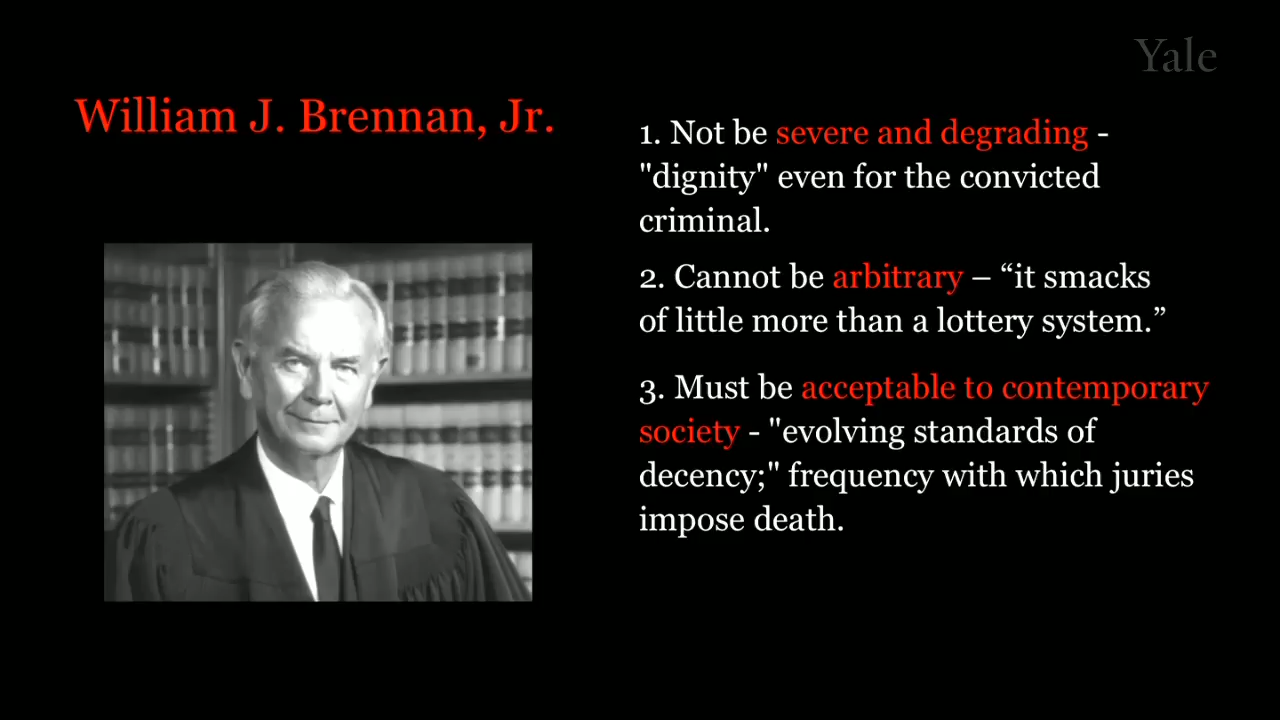 Yale
William J. Brennan, Jr.
1. Not be severe and degrading -
"dignity" even for the convicted
criminal.
2. Cannot be arbitrary – “it smacks
of little more than a lottery system.”
3. Must be acceptable to contemporary
society - "evolving standards of
decency;" frequency with which juries
impose death.